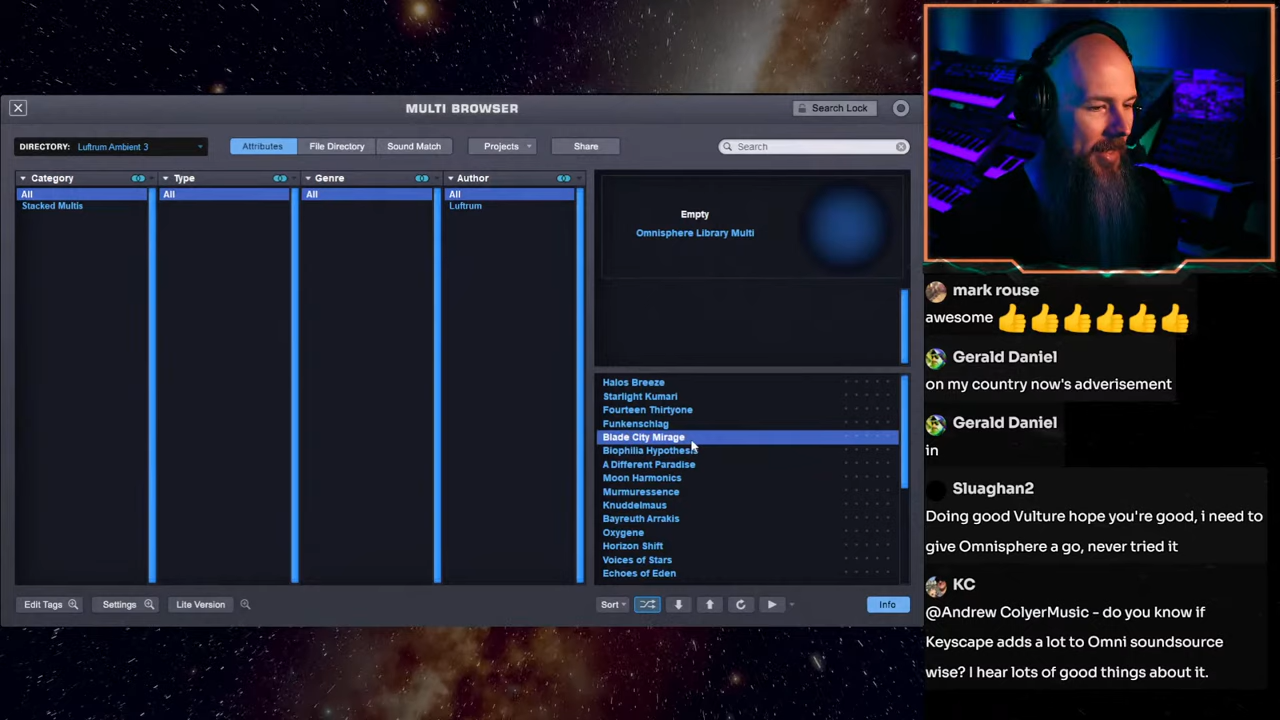 MULTI BROWSER
Search Lock
DIRECTORY: Luftrum Ambient 3
Attributes
File Directory
Sound Match
Projects
Share
Search
Category
Type
Genre
Author
All
All
All
All
Stacked Multis
Luftrum
Empty
Omnisphere Library Multi
Halos Breeze
Starlight Kumari
Fourteen Thirtyone
Funkenschlag
Blade City Mirage
Biophilia Hypothesis
A Different Paradise
Moon Harmonics
Murmuressence
Knuddelmaus
Bayreuth Arrakis
Oxygene
Horizon Shift
Voices of Stars
Echoes of Eden
Edit Tags
Settings
Lite Version
Sort
Info
mark rouse
awesome 👍👍👍👍👍👍
Gerald Daniel
on my country now's adverisement
Gerald Daniel
in
Sluaghan2
Doing good Vulture hope you're good, i need to
give Omnisphere a go, never tried it
KC
@Andrew ColyerMusic - do you know if
Keyscape adds a lot to Omni soundsource
wise? I hear lots of good things about it.